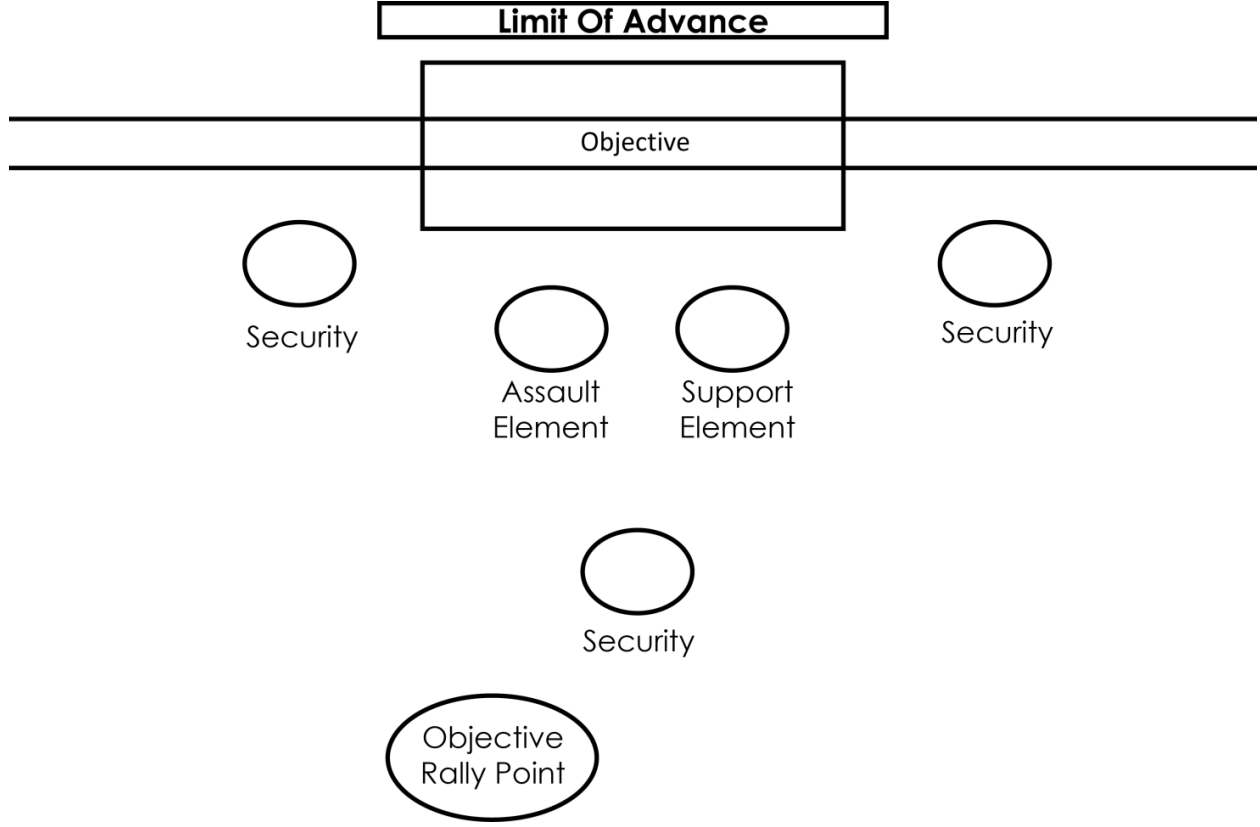 Limit Of Advance
Objective
Security
Security
Assault
Element
Support
Element
Security
Objective
Rally Point